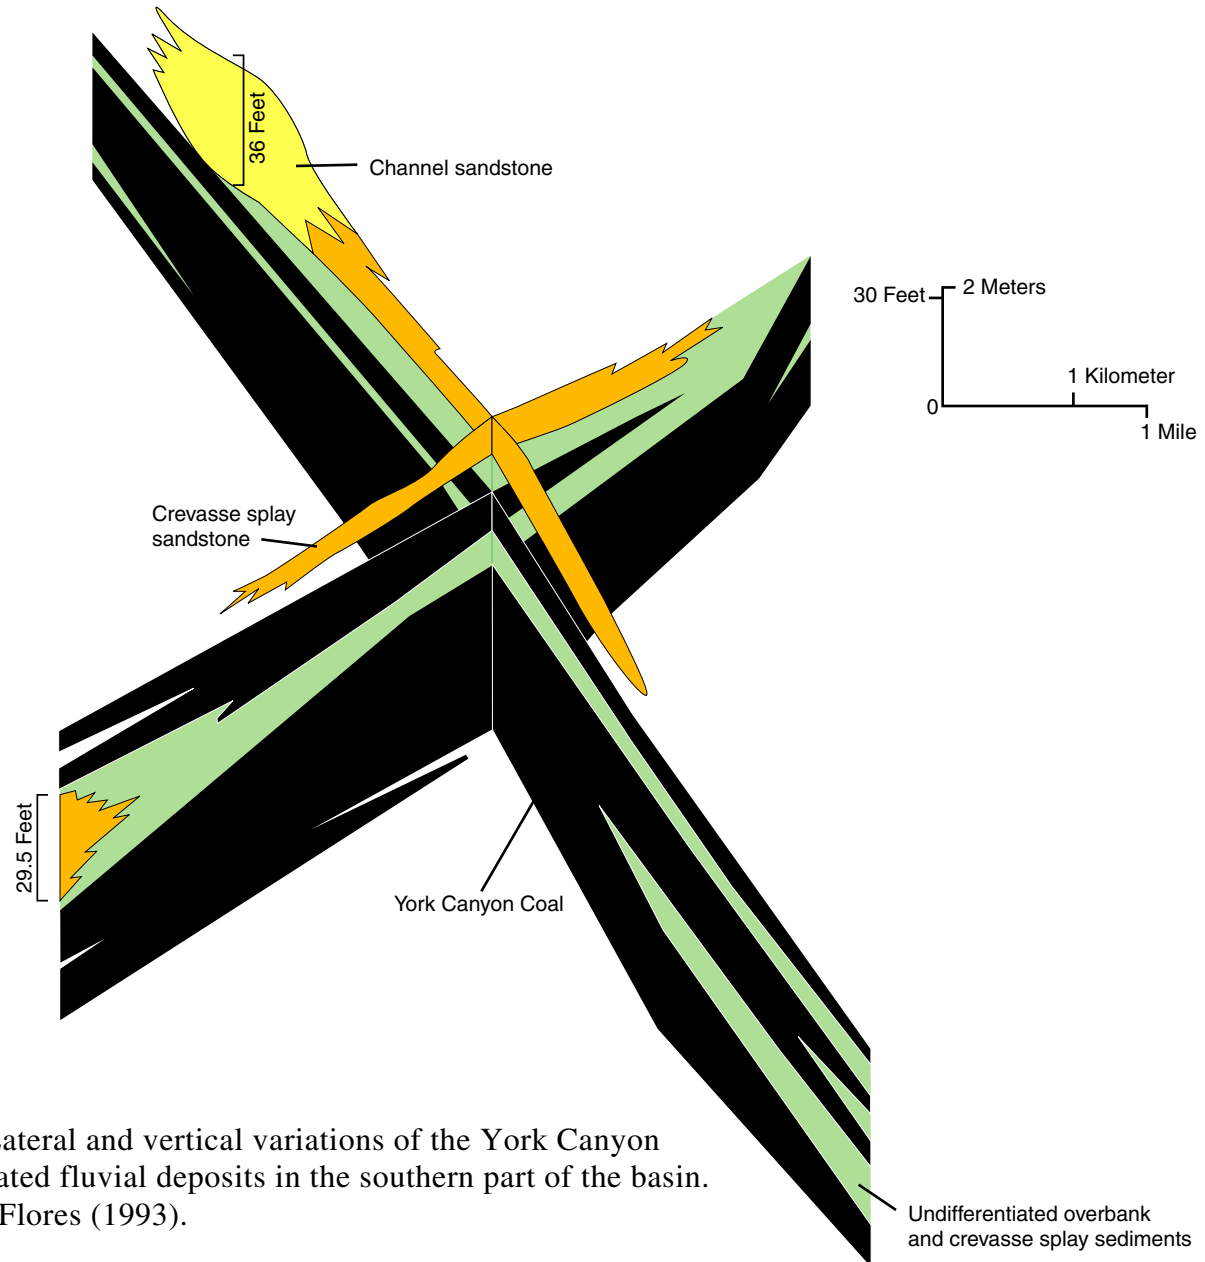 36 Feet
Channel sandstone
30 Feet
2 Meters
1 Kilometer
0
1 Mile
Crevasse splay
sandstone
29.5 Feet
York Canyon Coal
ateral and vertical variations of the York Canyon
ated fluvial deposits in the southern part of the basin.
Flores (1993).
Undifferentiated overbank
and crevasse splay sediments